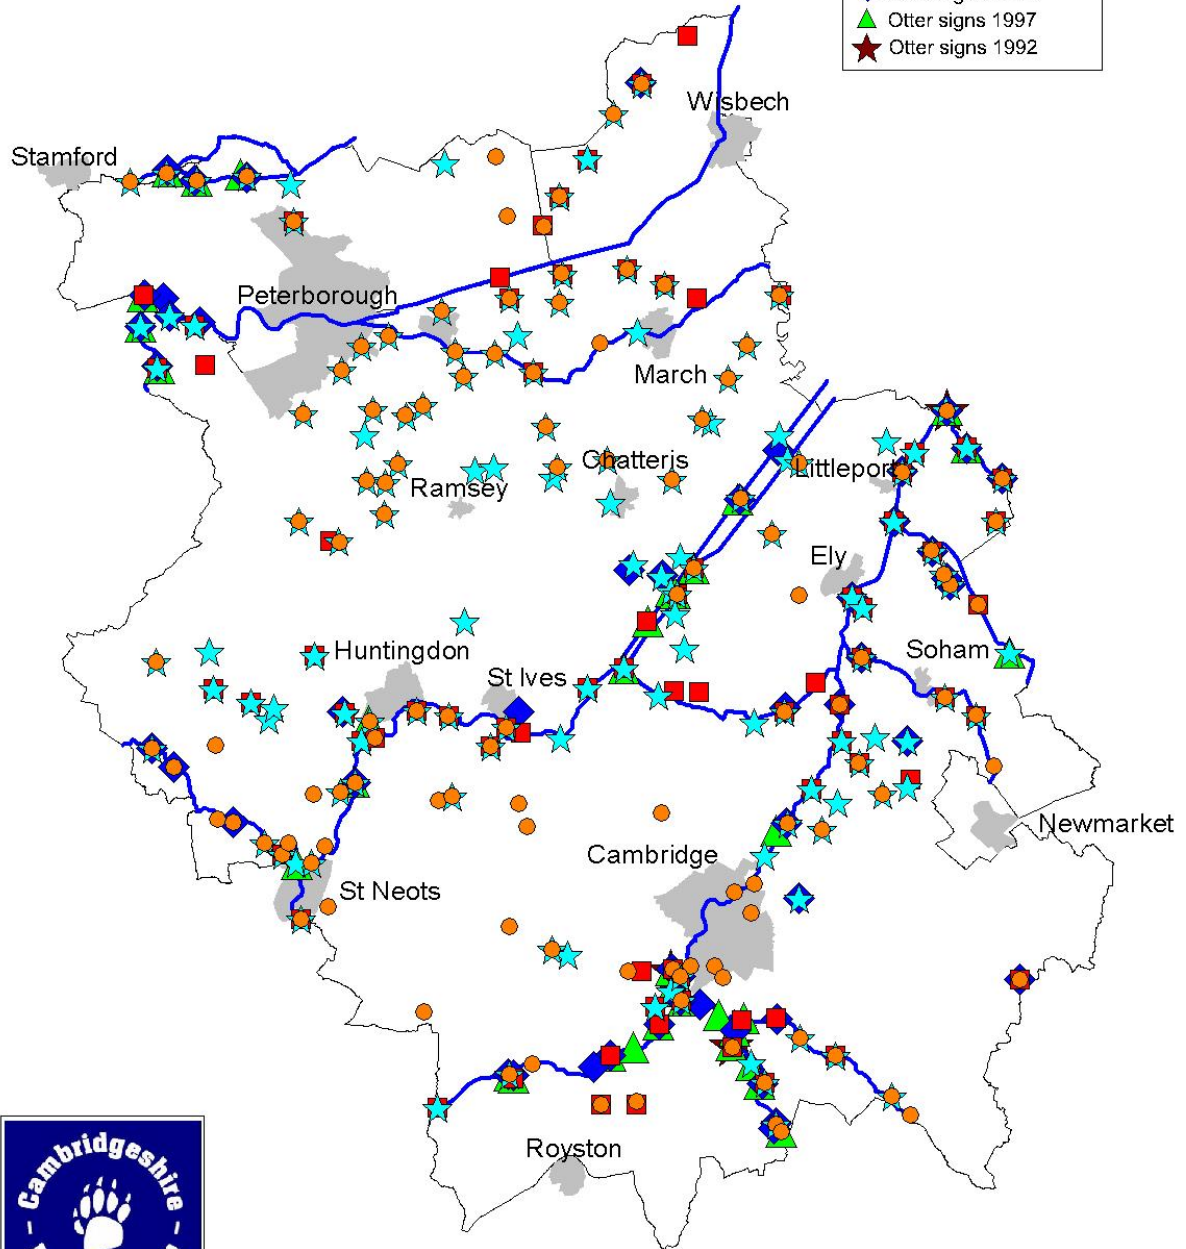 Otter signs 1997
Otter signs 1992
Wisbech
Stamford
Peterborough
March
Chatteris
Littleport
Ramsey
Ely
Huntingdon
Soham
St Ives
Newmarket
Cambridge
St Neots
Royston
Cambridgeshire